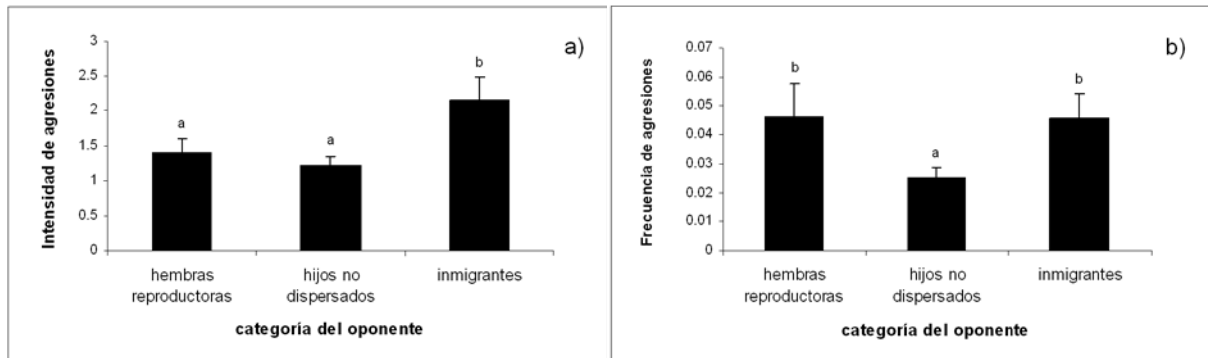 a)
Intensidad de agresiones
3
2.5
2
1.5
1
0.5
0
a
a
b
hembras
reproductoras
hijos no
dispersados
inmigrantes
categoría del oponente
b)
Frecuencia de agresiones
0.07
0.06
0.05
0.04
0.03
0.02
0.01
0
b
a
b
hembras
reproductoras
hijos no
dispersados
inmigrantes
categoría del oponente